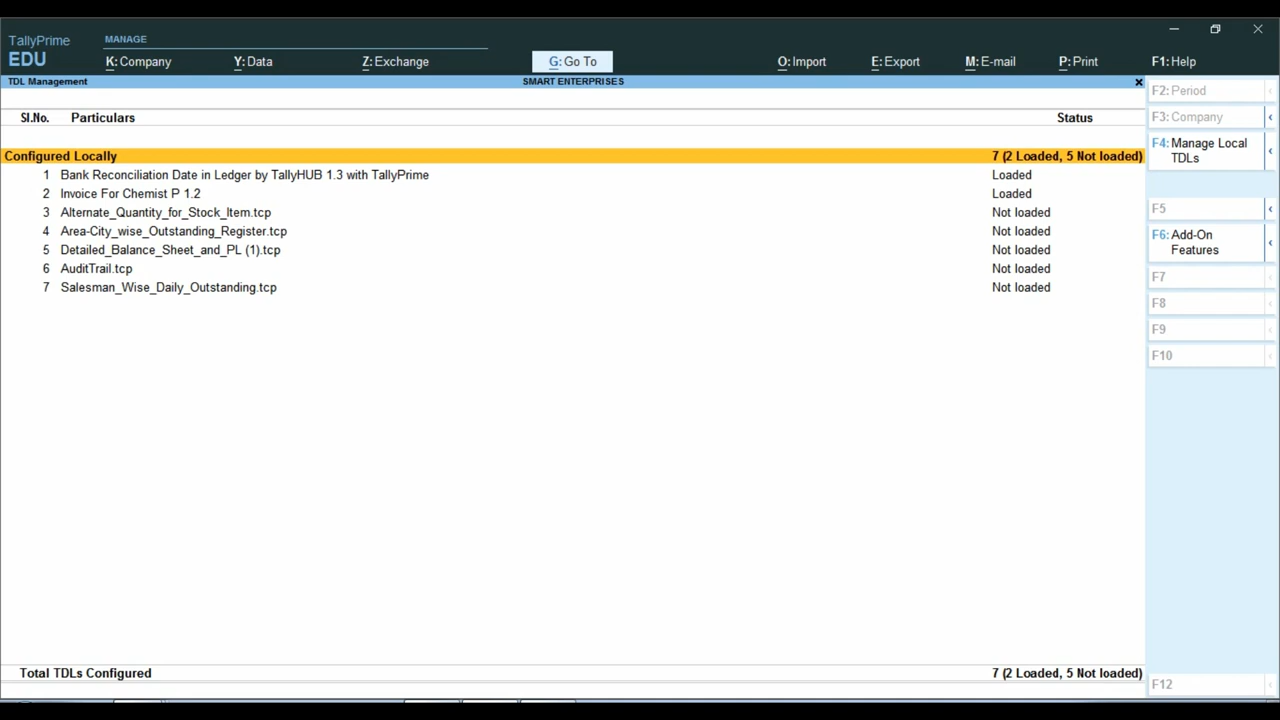 TallyPrime MANAGE
EDU K: Company Y: Data Z: Exchange G: Go To O: Import E: Export M: E-mail P: Print F1: Help
TDL Management SMART ENTERPRISES x
Sl.No. Particulars Status
Configured Locally 7 (2 Loaded, 5 Not loaded)
1 Bank Reconciliation Date in Ledger by TallyHUB 1.3 with TallyPrime Loaded
2 Invoice For Chemist P 1.2 Loaded
3 Alternate_Quantity_for_Stock_Item.tcp Not loaded
4 Area-City_wise_Outstanding_Register.tcp Not loaded
5 Detailed_Balance_Sheet_and_PL (1).tcp Not loaded
6 AuditTrail.tcp Not loaded
7 Salesman_Wise_Daily_Outstanding.tcp Not loaded
Total TDLs Configured 7 (2 Loaded, 5 Not loaded)
F2: Period
F3: Company
F4: Manage Local
TDLs
F5
F6: Add-On
Features
F7
F8
F9
F10
F12